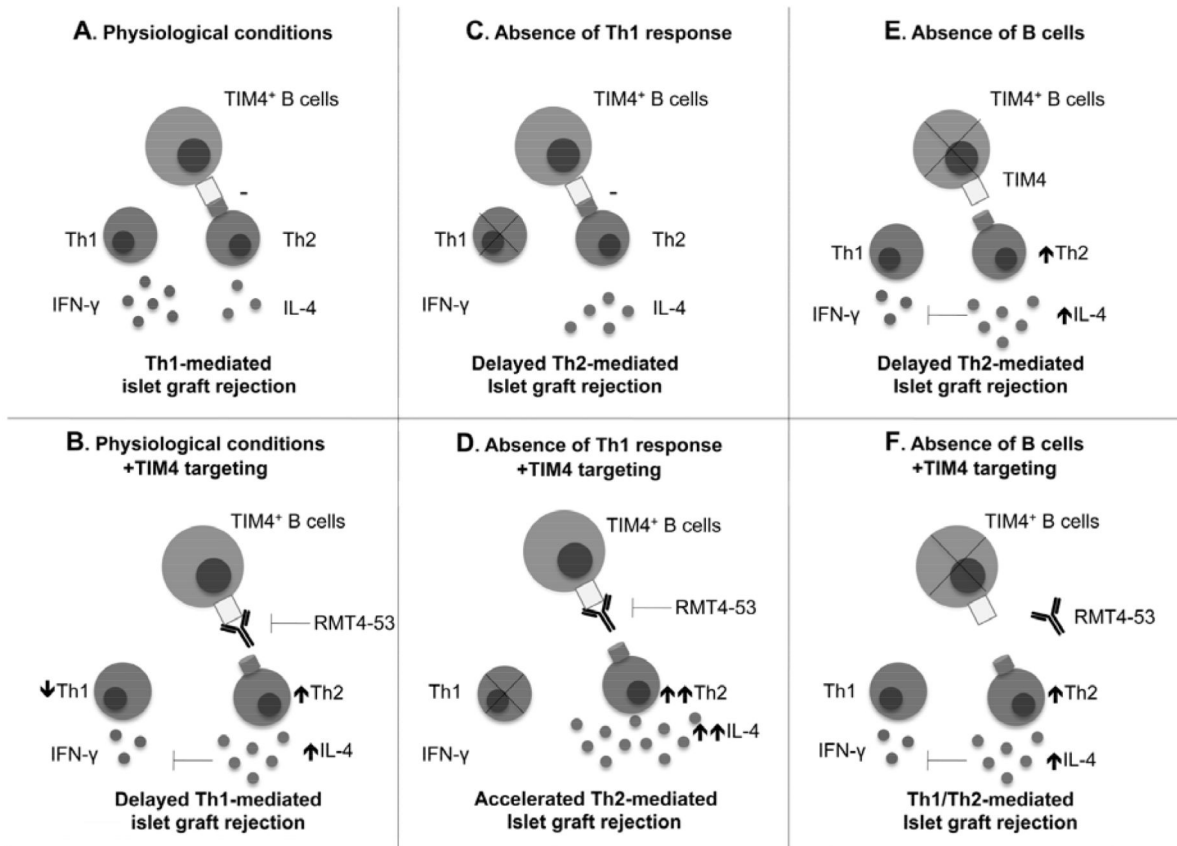 A. Physiological conditions
TIM4+ B cells
-
Th1
Th2
IFN-γ
IL-4
Th1-mediated
islet graft rejection
C. Absence of Th1 response
TIM4+ B cells
-
Th1
Th2
IFN-γ
IL-4
Delayed Th2-mediated
Islet graft rejection
E. Absence of B cells
TIM4+ B cells
TIM4
Th1
↑Th2
IFN-γ
↑IL-4
Delayed Th2-mediated
Islet graft rejection
B. Physiological conditions
+TIM4 targeting
TIM4+ B cells
RMT4-53
↓Th1
↑Th2
IFN-γ
↑IL-4
Delayed Th1-mediated
islet graft rejection
D. Absence of Th1 response
+TIM4 targeting
TIM4+ B cells
RMT4-53
Th1
↑↑Th2
↑↑IL-4
IFN-γ
Accelerated Th2-mediated
Islet graft rejection
F. Absence of B cells
+TIM4 targeting
TIM4+ B cells
RMT4-53
Th1
↑Th2
IFN-γ
↑IL-4
Th1/Th2-mediated
Islet graft rejection